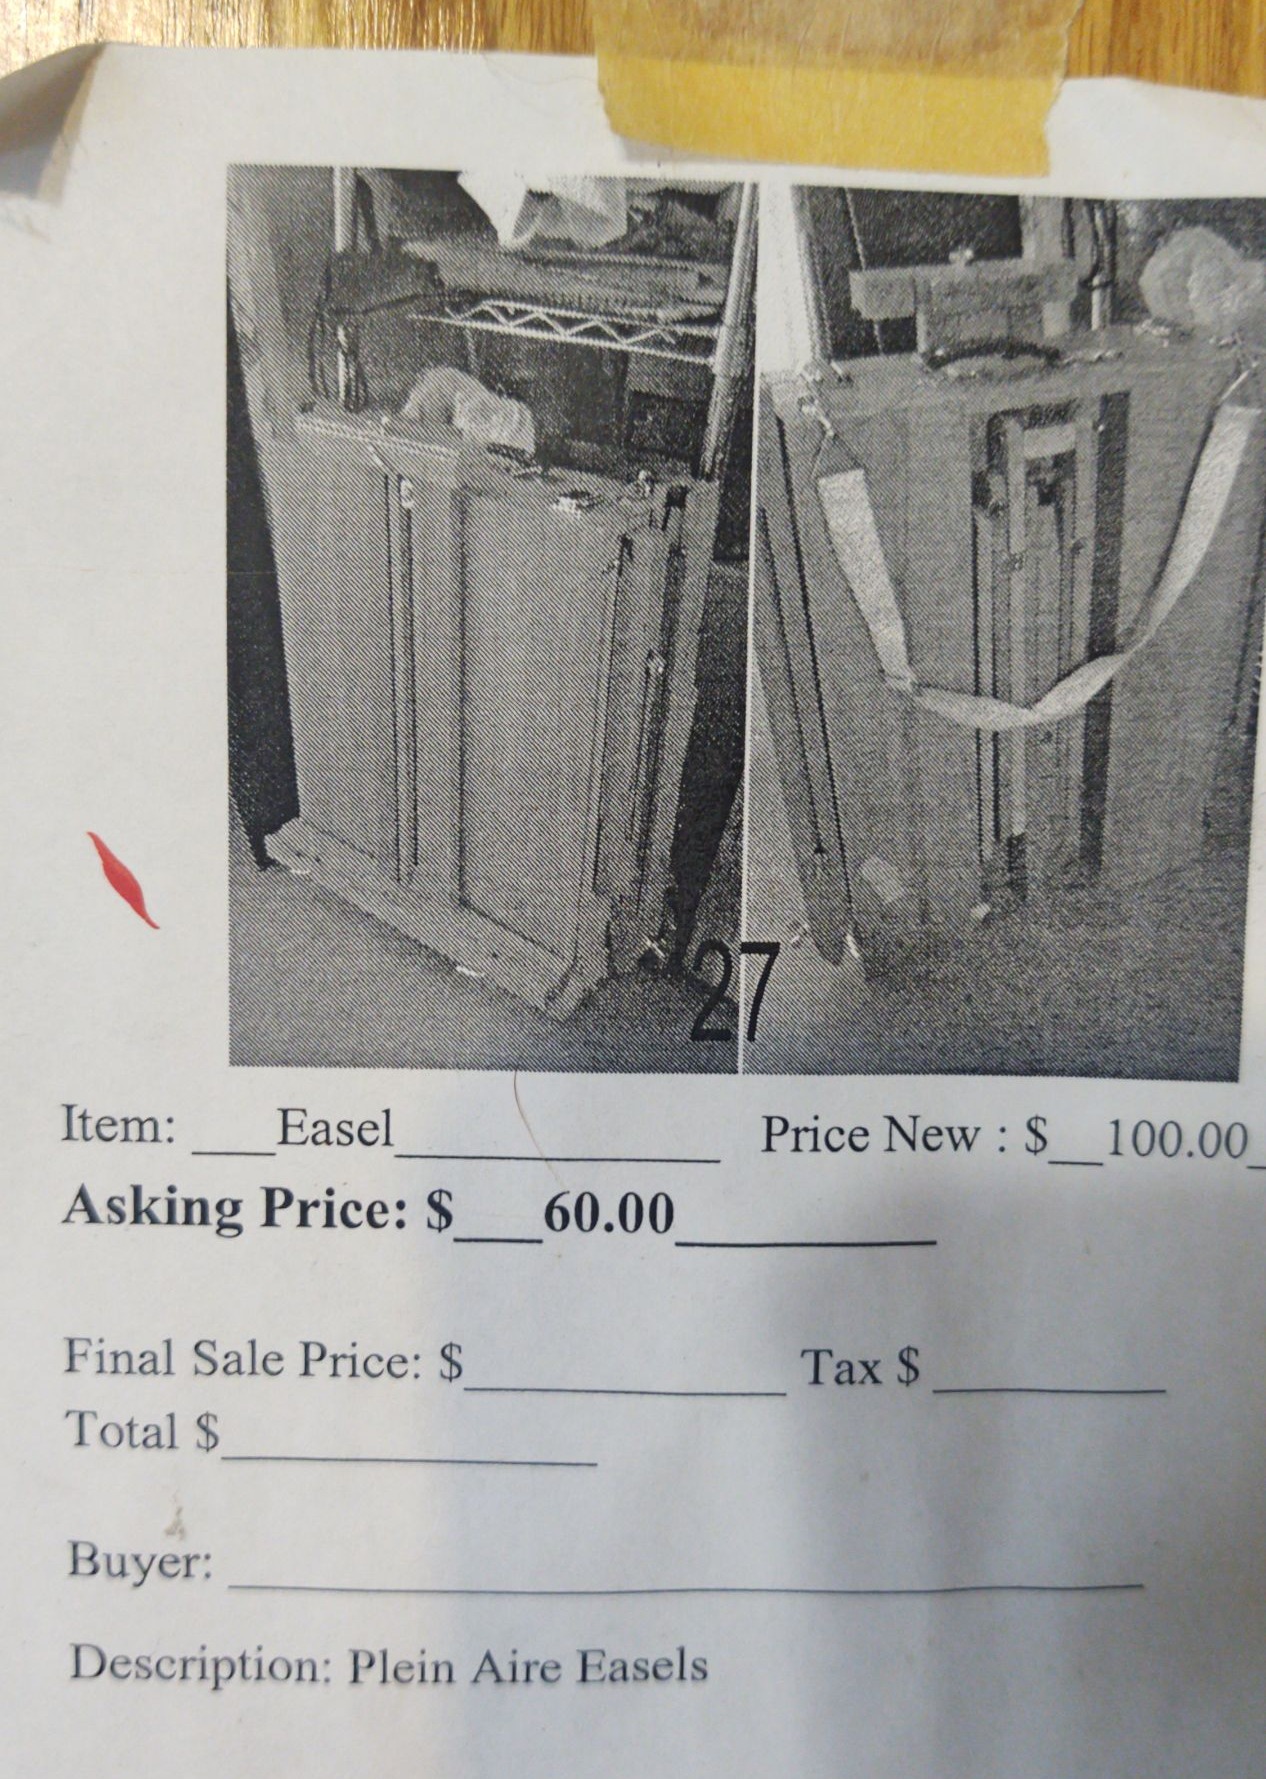 27
Item: ___Easel____________ Price New : $__100.00_
Asking Price: $___60.00_________
Final Sale Price: $____________ Tax $ _________
Total $______________
Buyer: ___________________________________
Description: Plein Aire Easels